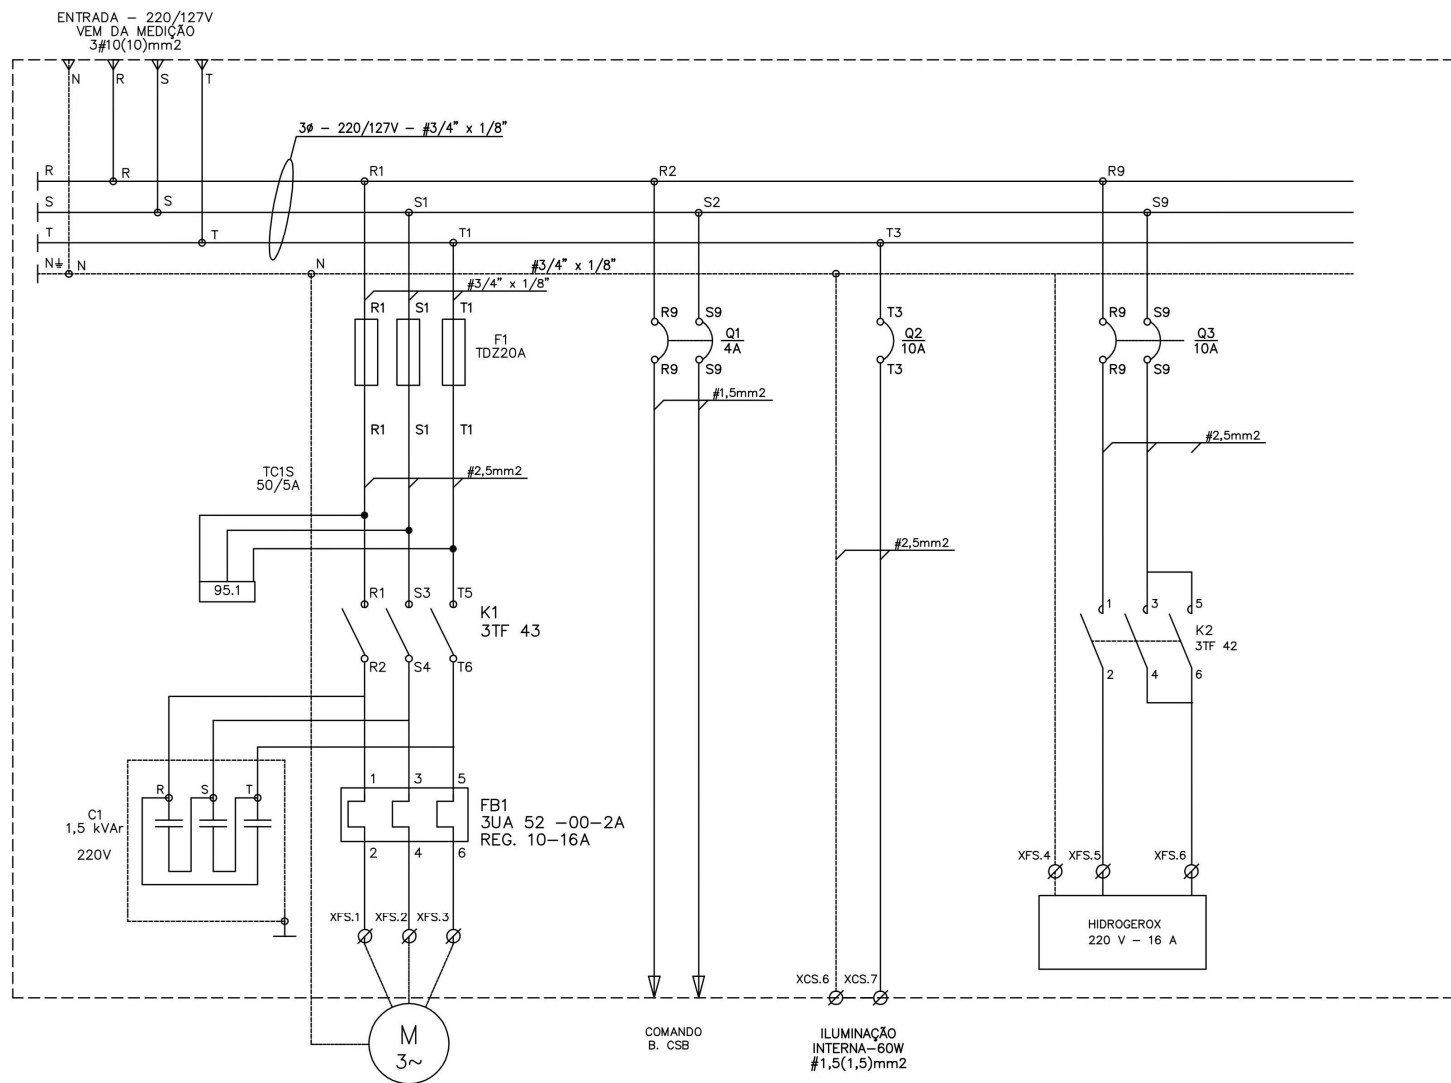 ENTRADA - 220/127V
VEM DA MEDIÇÃO
3#10(10)mm2
N R S T
3ø - 220/127V - #3/4" x 1/8"
R R R1 R2 R9
S S S1 S2 S9
T T T1 T3
N N N #3/4" x 1/8"
#3/4" x 1/8"
R1 S1 T1 R9 S9 T3 R9 S9
F1
TDZ20A
Q1
4A
Q2
10A
Q3
10A
R9 S9 T3 R9 S9
#1,5mm2
R1 S1 T1
#2,5mm2
TC1S
50/5A
#2,5mm2
#2,5mm2
95.1
R1 S3 T5
K1
3TF 43
R2 S4 T6
1 3 5
K2
3TF 42
2 4 6
1 3 5
R S T
C1
1,5 kVAr
220V
FB1
3UA 52 -00-2A
REG. 10-16A
2 4 6
XFS.4 XFS.5 XFS.6
XFS.1 XFS.2 XFS.3
HIDROGEROX
220 V - 16 A
XCS.6 XCS.7
M
3~
COMANDO
B. CSB
ILUMINAÇÃO
INTERNA-60W
#1,5(1,5)mm2